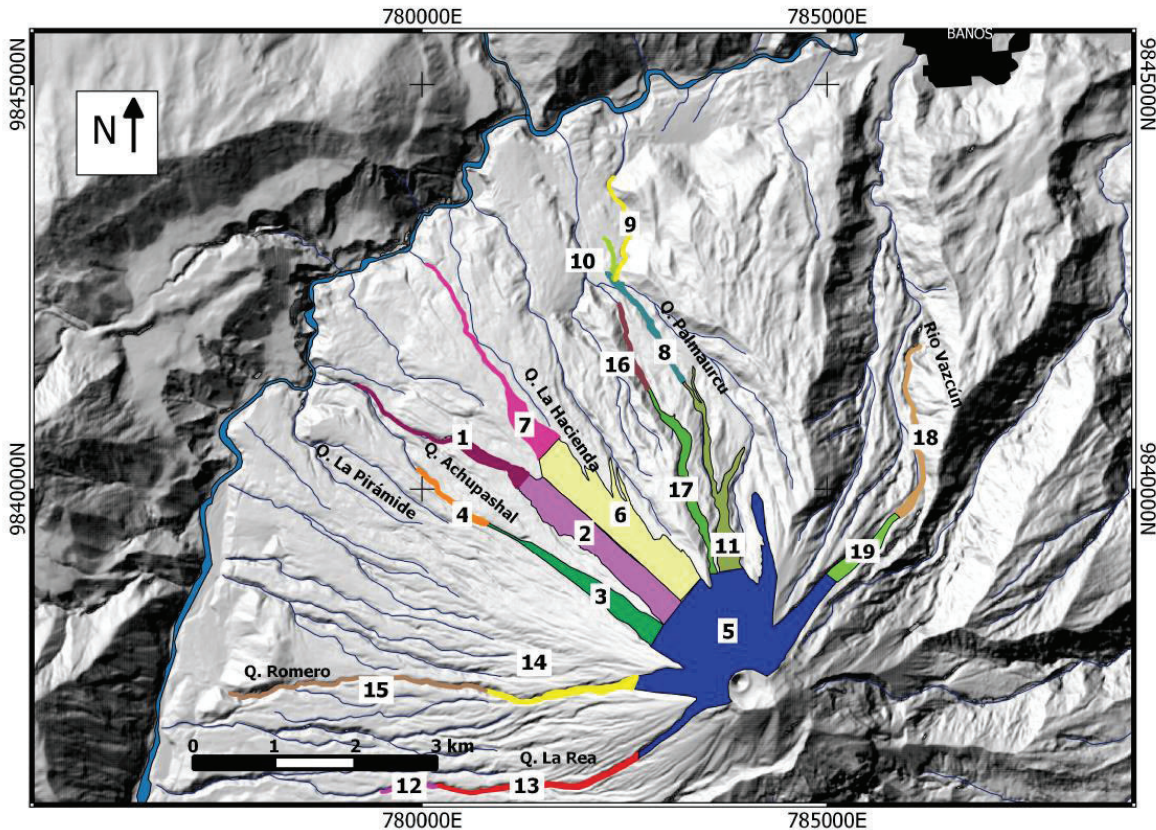 780000E
785000E
BAÑOS
9845000N
9845000N
N
9
10
Q. Palmaurcu
Río Vazcún
8
16
Q. La Hacienda
7
1
18
Q. Achupashal
Q. La Pirámide
9840000N
9840000N
17
4
6
2
11
19
3
5
14
Q. Romero
15
0 1 2 3 km
Q. La Rea
12
13
780000E
785000E